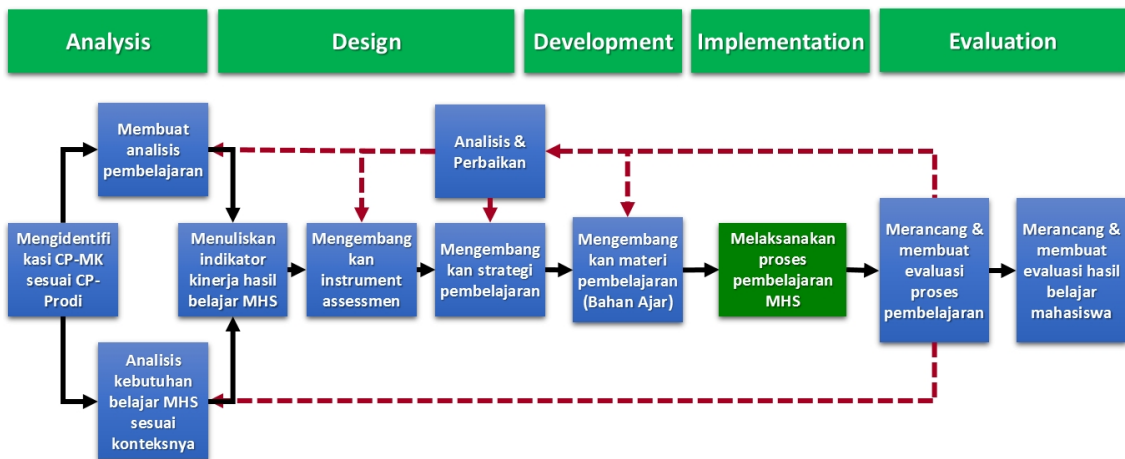 Analysis
Design
Development
Implementation
Evaluation
Membuat
analisis
pembelajaran
Analisis &
Perbaikan
Mengidentifi
kasi CP-MK
sesuai CP-
Prodi
Menuliskan
indikator
kinerja hasil
belajar MHS
Mengembang
kan
instrument
assessmen
Mengembang
kan strategi
pembelajaran
Mengembang
kan materi
pembelajaran
(Bahan Ajar)
Melaksanakan
proses
pembelajaran
MHS
Merancang &
membuat
evaluasi
proses
pembelajaran
Merancang &
membuat
evaluasi hasil
belajar
mahasiswa
Analisis
kebutuhan
belajar MHS
sesuai
konteksnya